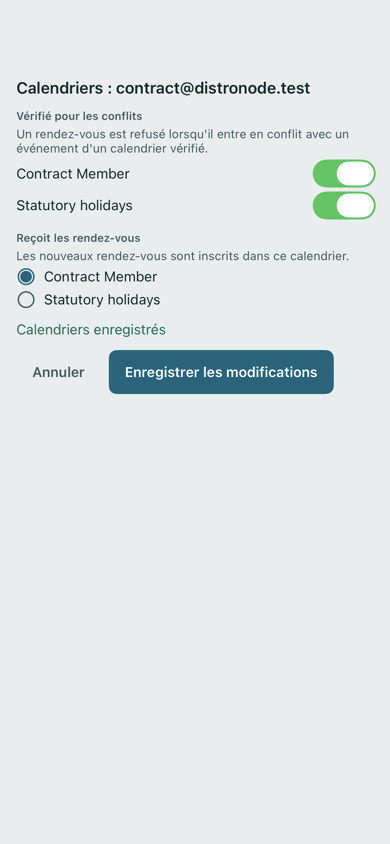 Calendriers : contract@distronode.test
Vérifié pour les conflits
Un rendez-vous est refusé lorsqu'il entre en conflit avec un
événement d'un calendrier vérifié.
Contract Member
Statutory holidays
Reçoit les rendez-vous
Les nouveaux rendez-vous sont inscrits dans ce calendrier.
Contract Member
Statutory holidays
Calendriers enregistrés
Annuler
Enregistrer les modifications